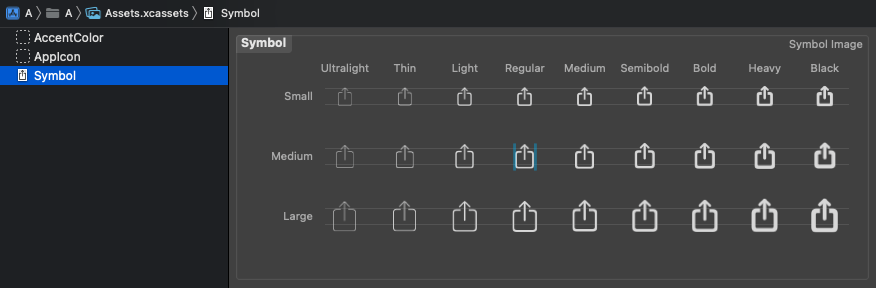 A A Assets.xcassets Symbol
AccentColor
AppIcon
Symbol
Symbol
Symbol Image
Ultralight Thin Light Regular Medium Semibold Bold Heavy Black
Small
Medium
Large